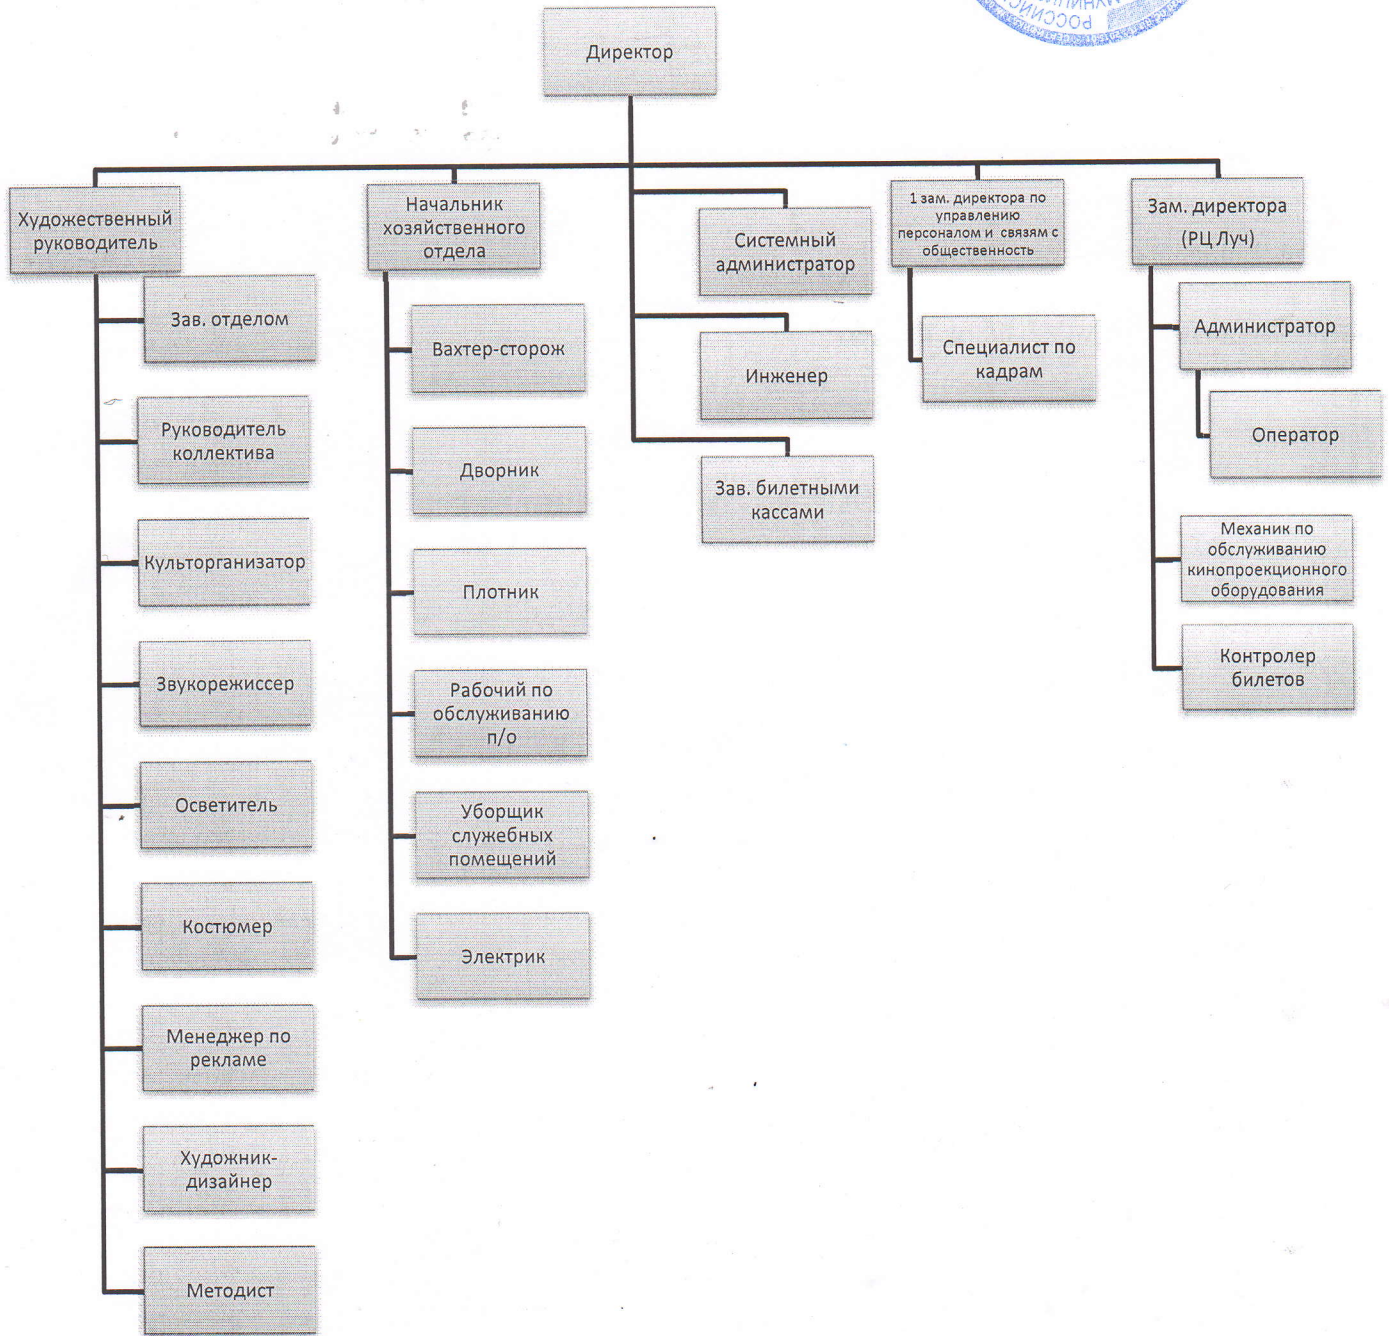 РОССИЙС
МУНИЦИ
Директор
Художественный
руководитель
Зав. отделом
Руководитель
коллектива
Культорганизатор
Звукорежиссер
Осветитель
Костюмер
Менеджер по
рекламе
Художник-
дизайнер
Методист
Начальник
хозяйственного
отдела
Вахтер-сторож
Дворник
Плотник
Рабочий по
обслуживанию
п/о
Уборщик
служебных
помещений
Электрик
Системный
администратор
Инженер
Зав. билетными
кассами
1 зам. директора по
управлению
персоналом и связям с
общественность
Специалист по
кадрам
Зам. директора
(РЦ Луч)
Администратор
Оператор
Механик по
обслуживанию
кинопроекционного
оборудования
Контролер
билетов